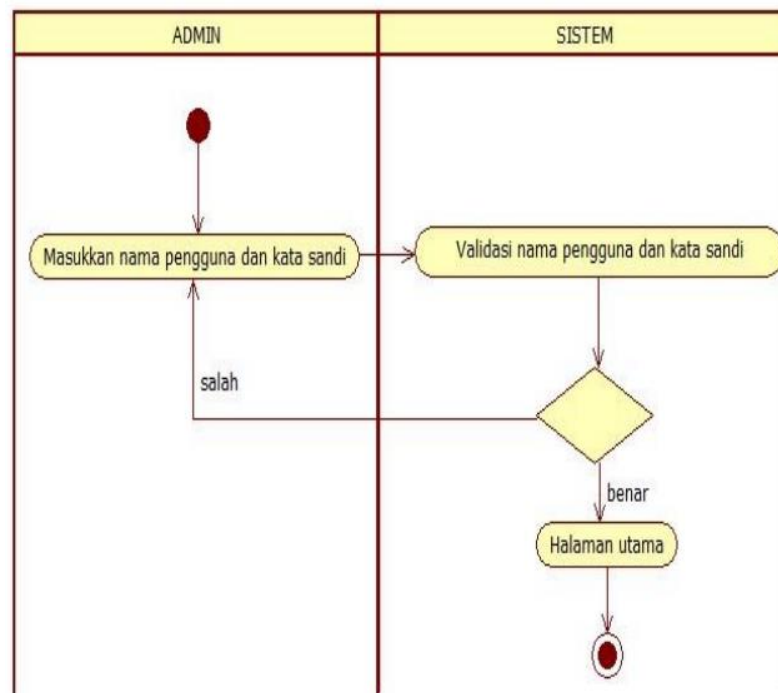 ADMIN
SISTEM
Masukkan nama pengguna dan kata sandi
Validasi nama pengguna dan kata sandi
salah
benar
Halaman utama